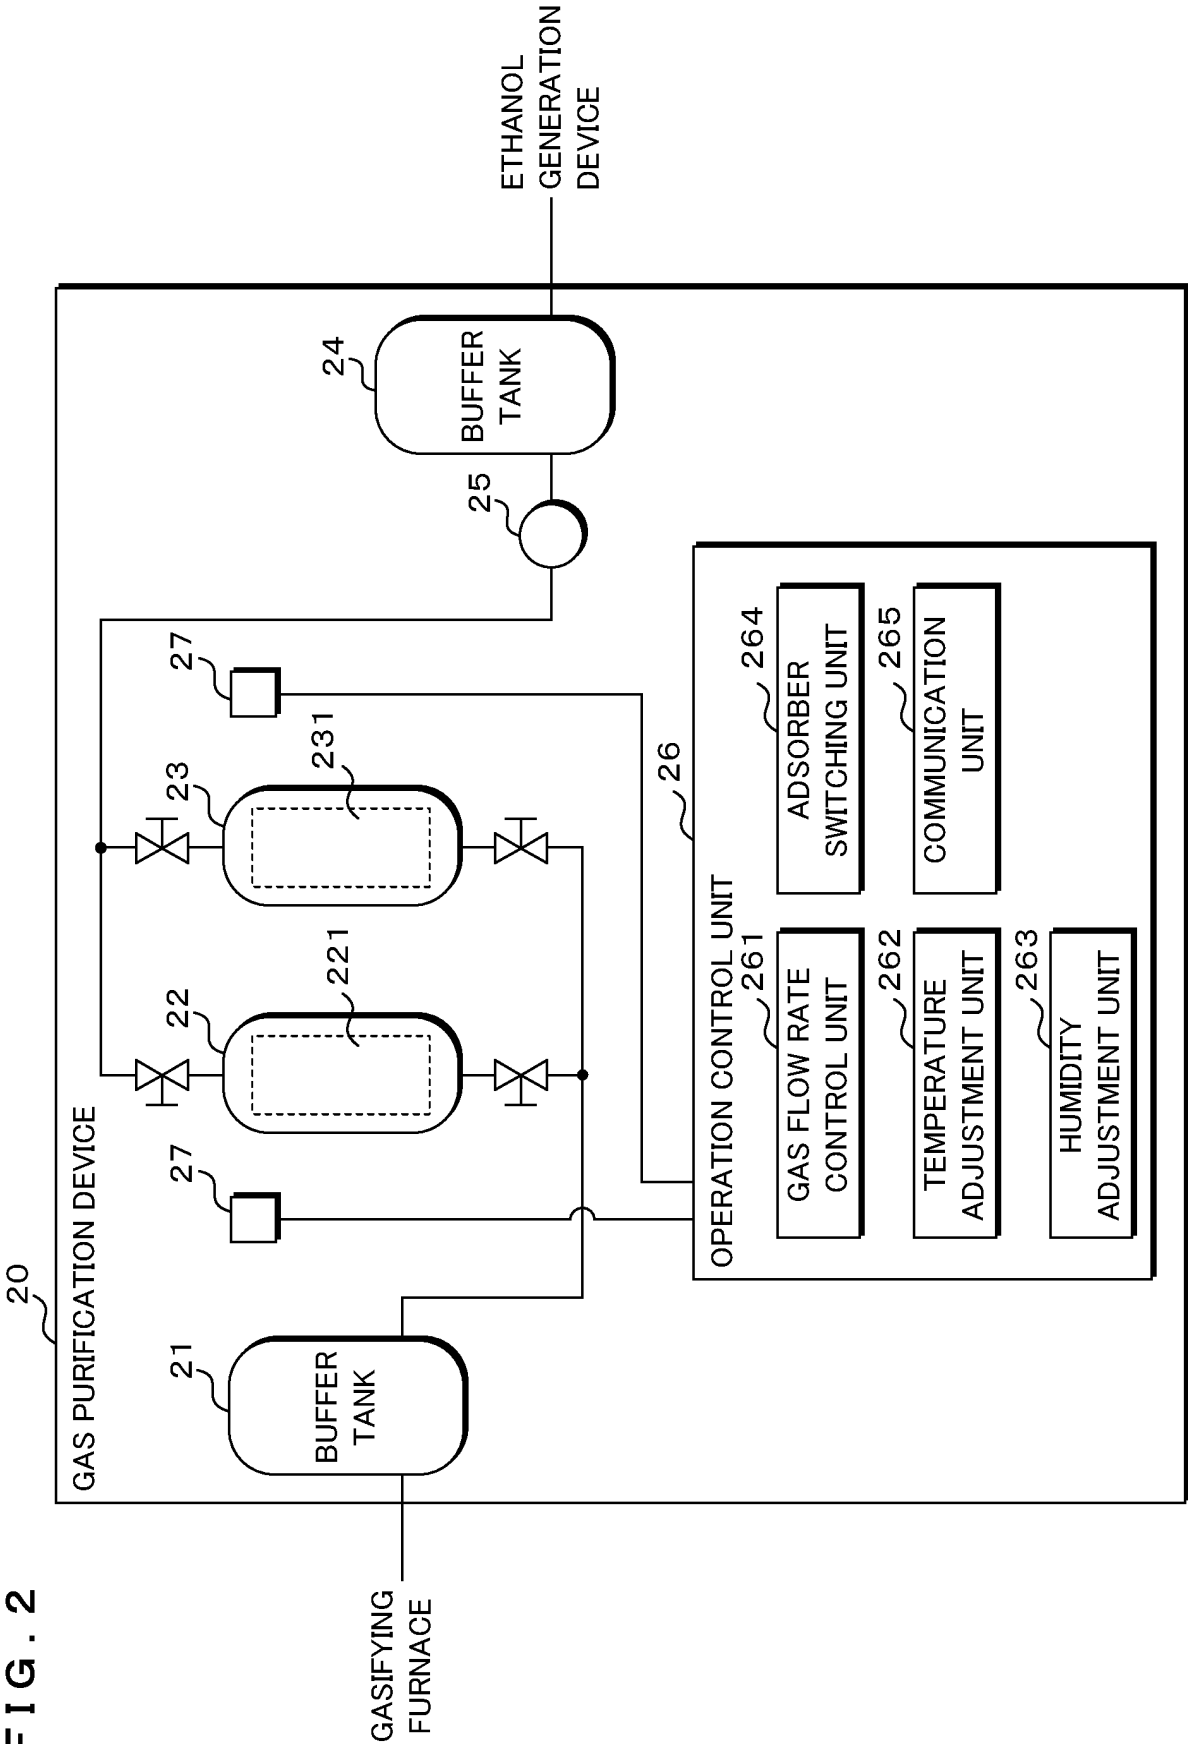 FIG. 2
20
GAS PURIFICATION DEVICE
GASIFYING
FURNACE
21
BUFFER
TANK
27
22
221
23
231
27
25
24
BUFFER
TANK
ETHANOL
GENERATION
DEVICE
26
OPERATION CONTROL UNIT
261
GAS FLOW RATE
CONTROL UNIT
262
TEMPERATURE
ADJUSTMENT UNIT
263
HUMIDITY
ADJUSTMENT UNIT
264
ADSORBER
SWITCHING UNIT
265
COMMUNICATION
UNIT